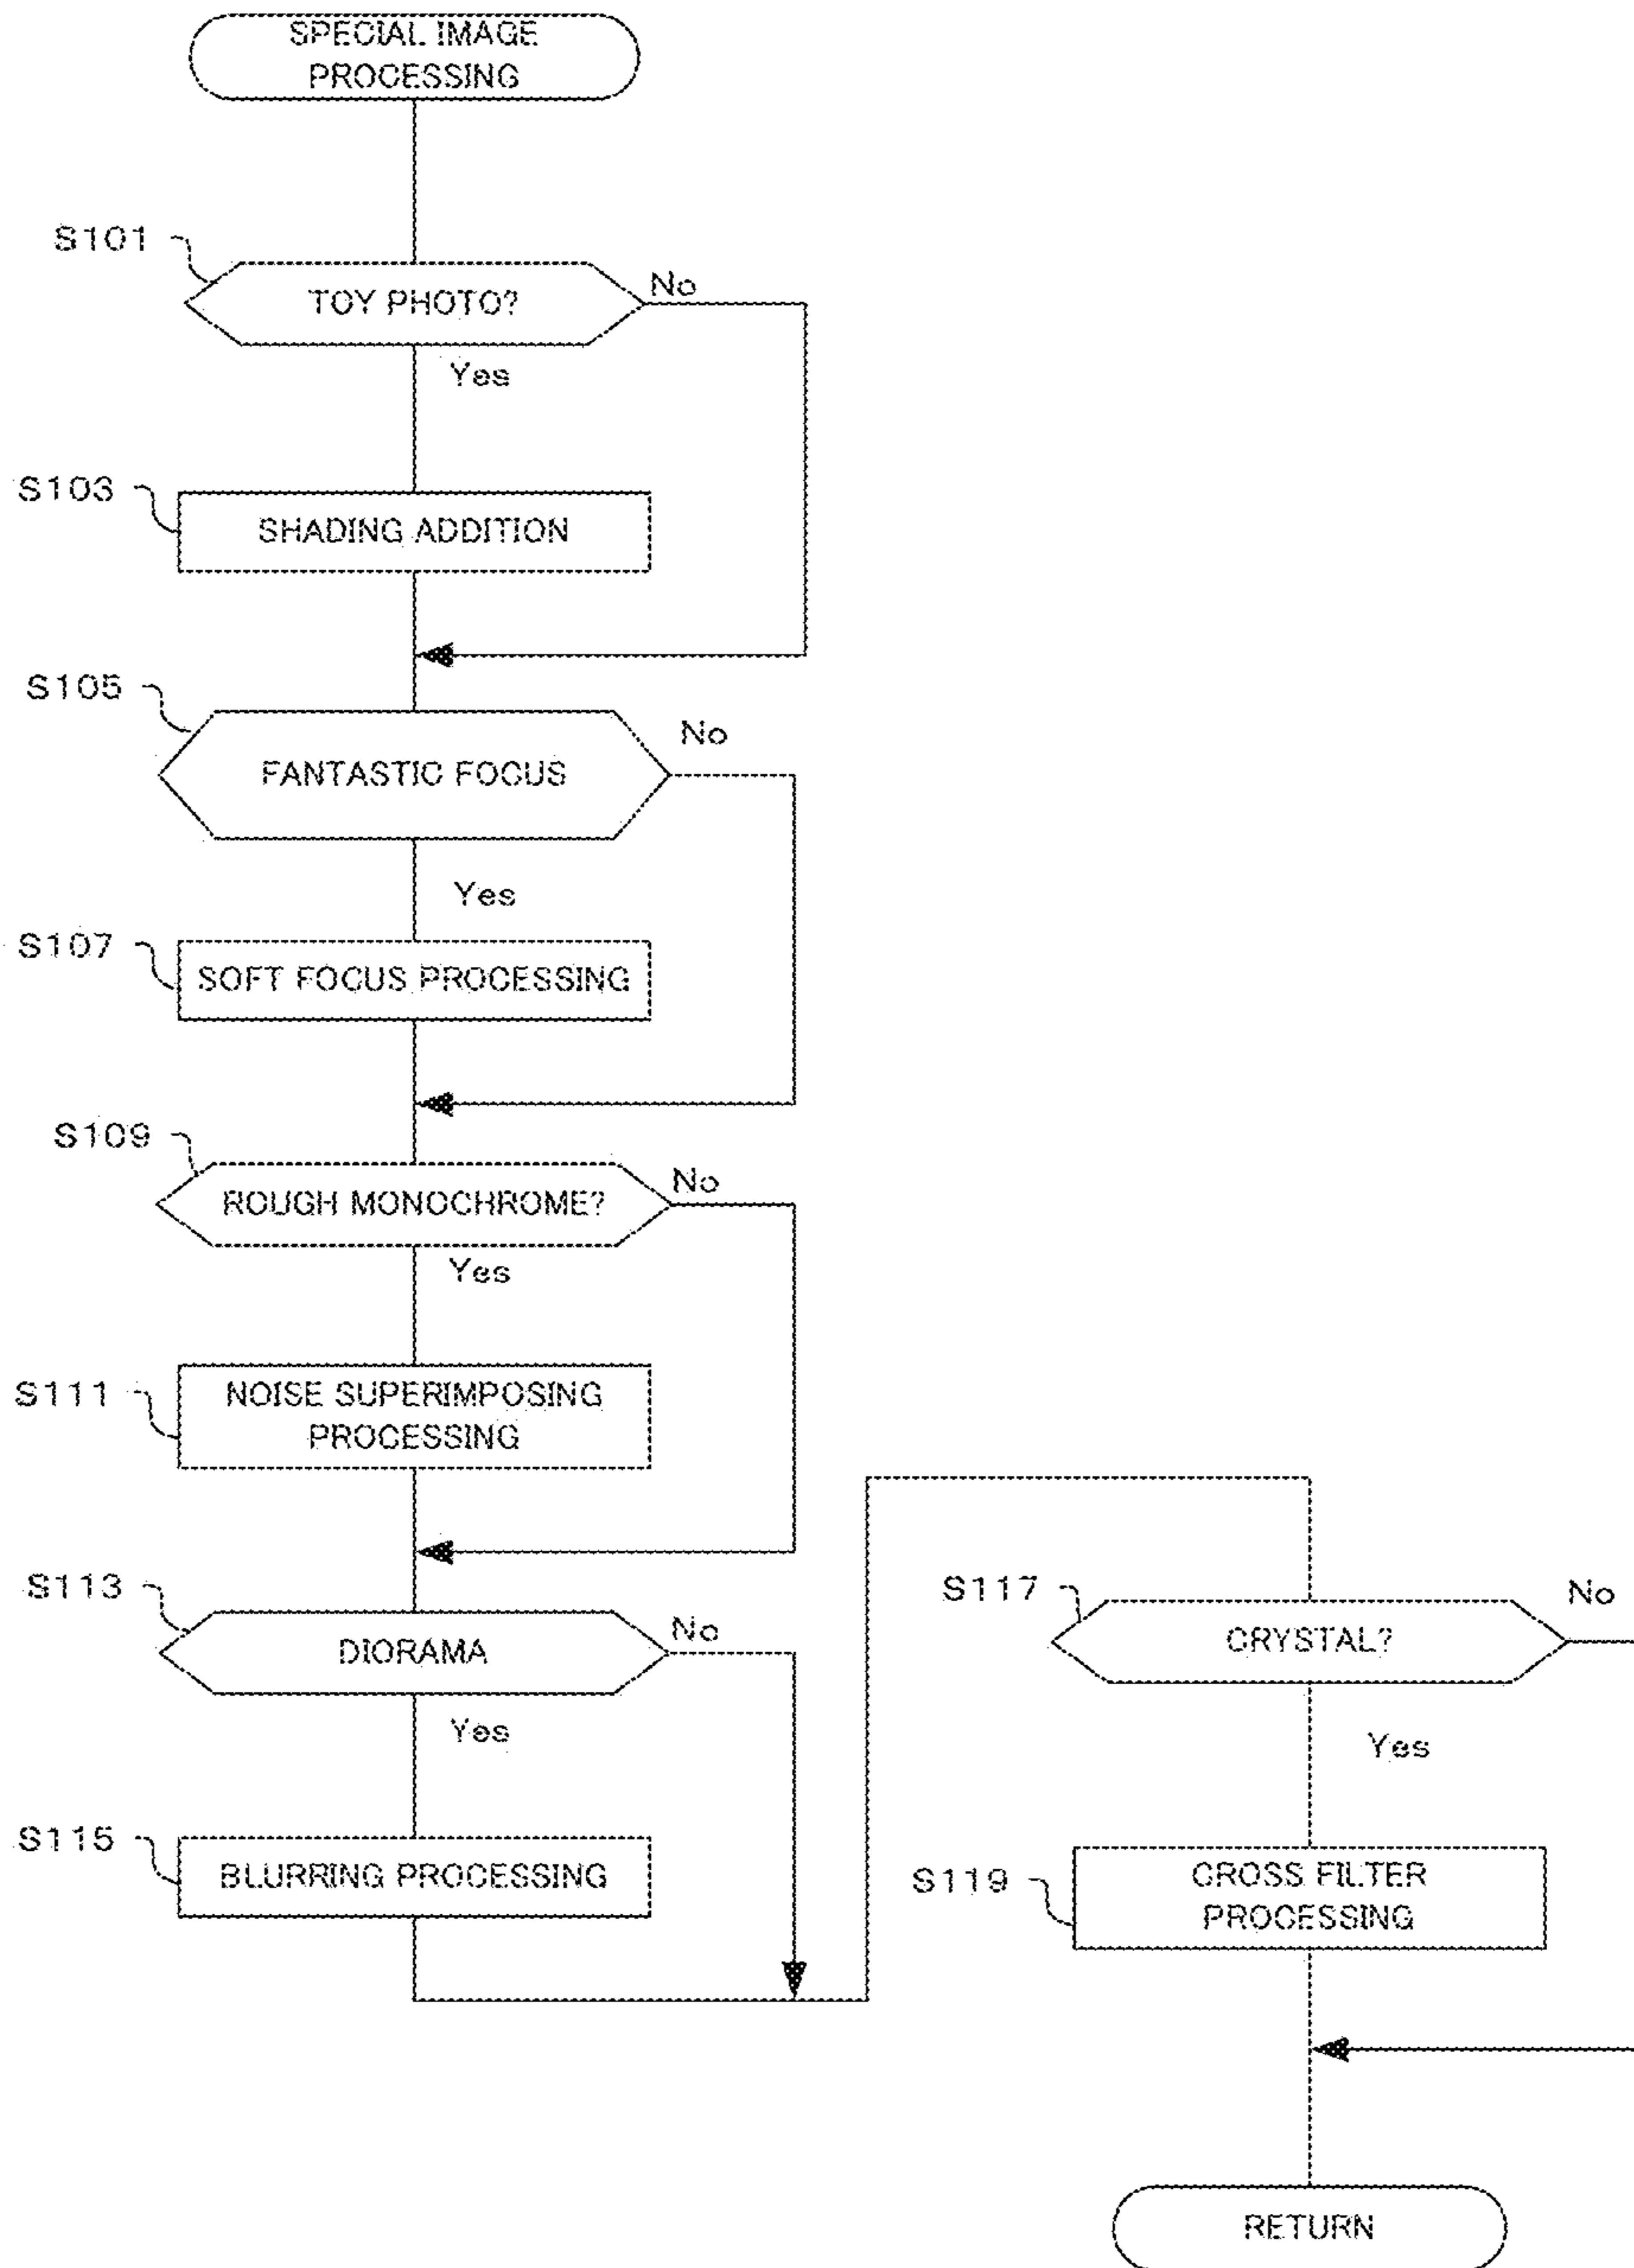 SPECIAL IMAGE
PROCESSING
S101
TOY PHOTO?
No
Yes
S103
SHADING ADDITION
S105
FANTASTIC FOCUS
No
Yes
S107
SOFT FOCUS PROCESSING
S109
ROUGH MONOCHROME?
No
Yes
S111
NOISE SUPERIMPOSING
PROCESSING
S113
DIORAMA
No
Yes
S115
BLURRING PROCESSING
S117
CRYSTAL?
No
Yes
S119
CROSS FILTER
PROCESSING
RETURN